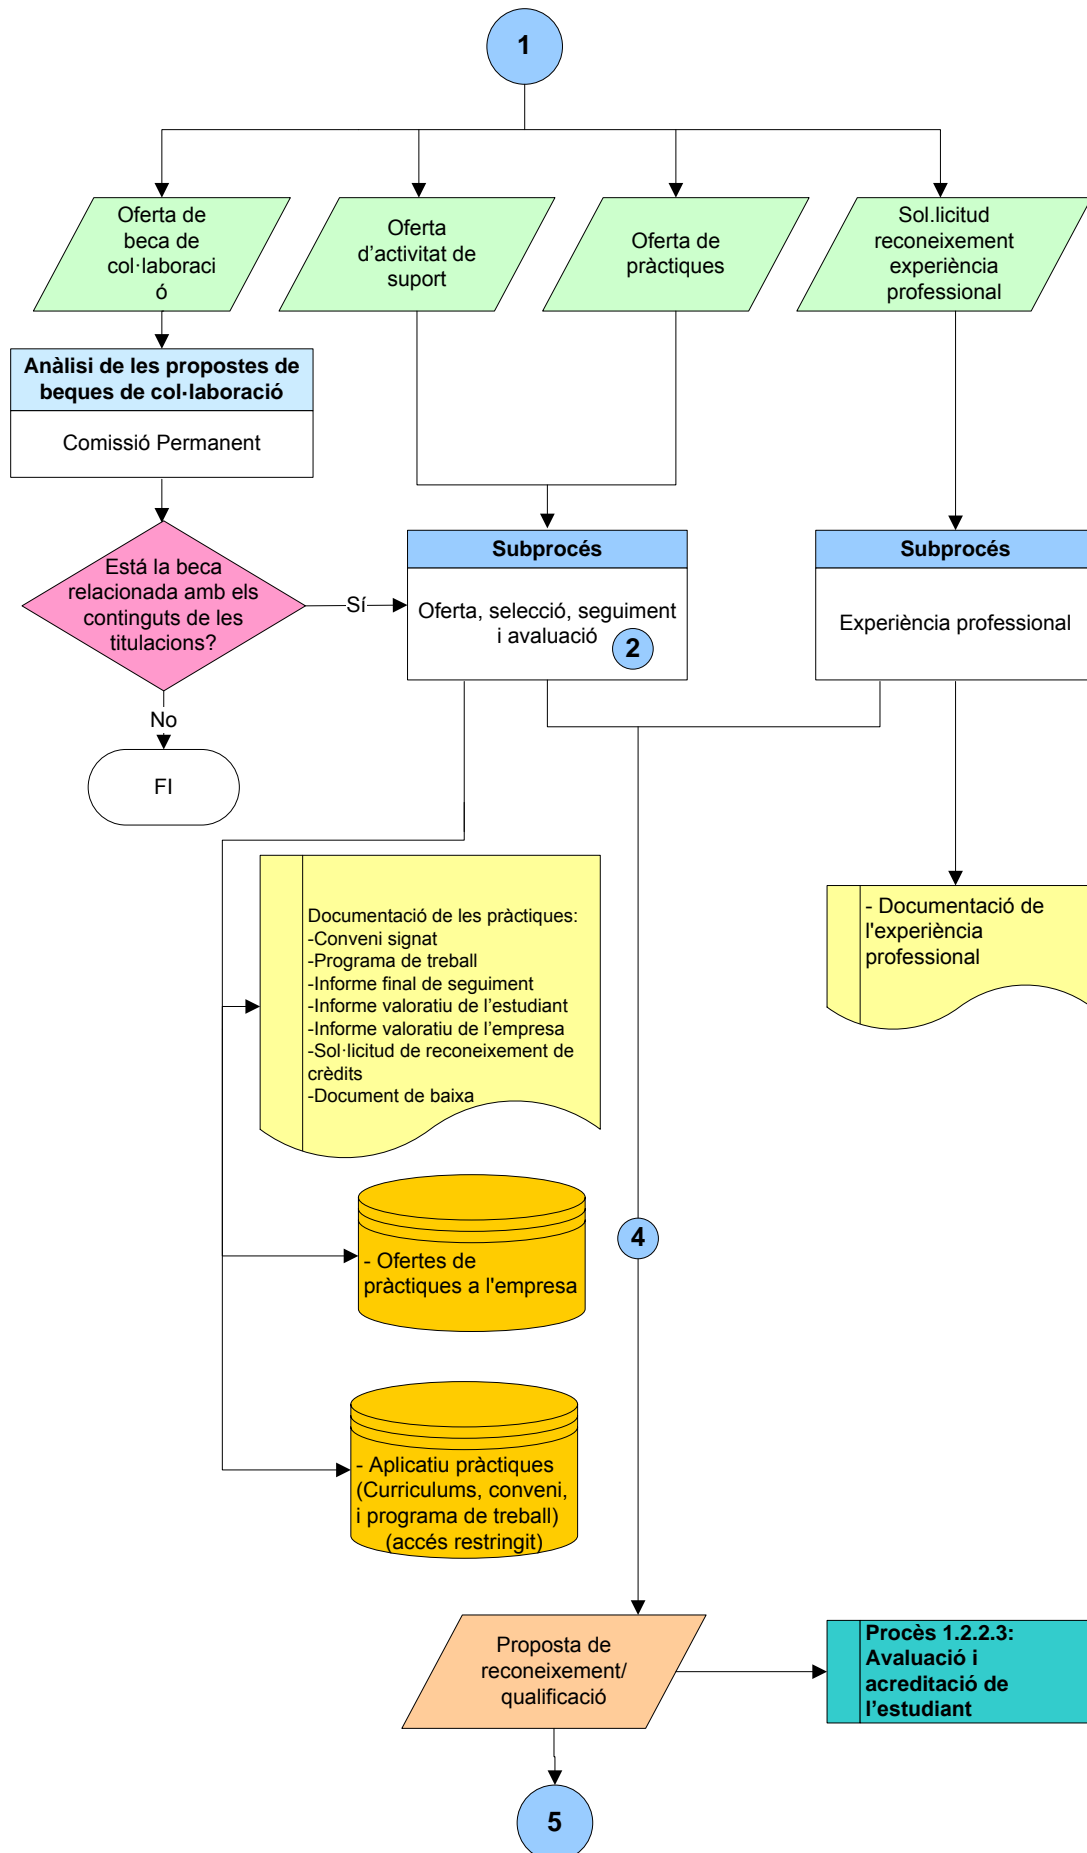 1
Oferta de
beca de
col·laboraci
ó
Oferta
d’activitat de
suport
Oferta de
pràctiques
Sol.licitud
reconeixement
experiència
professional
Anàlisi de les propostes de
beques de col·laboració
Comissió Permanent
Está la beca
relacionada amb els
continguts de les
titulacions?
Sí
No
FI
Subprocés
Oferta, selecció, seguiment
i avaluació
2
Subprocés
Experiència professional
Documentació de les pràctiques:
-Conveni signat
-Programa de treball
-Informe final de seguiment
-Informe valoratiu de l’estudiant
-Informe valoratiu de l’empresa
-Sol·licitud de reconeixement de
crèdits
-Document de baixa
- Documentació de
l'experiència
professional
- Ofertes de
pràctiques a l'empresa
4
- Aplicatiu pràctiques
(Curriculums, conveni,
i programa de treball)
(accés restringit)
Proposta de
reconeixement/
qualificació
Procès 1.2.2.3:
Avaluació i
acreditació de
l’estudiant
5